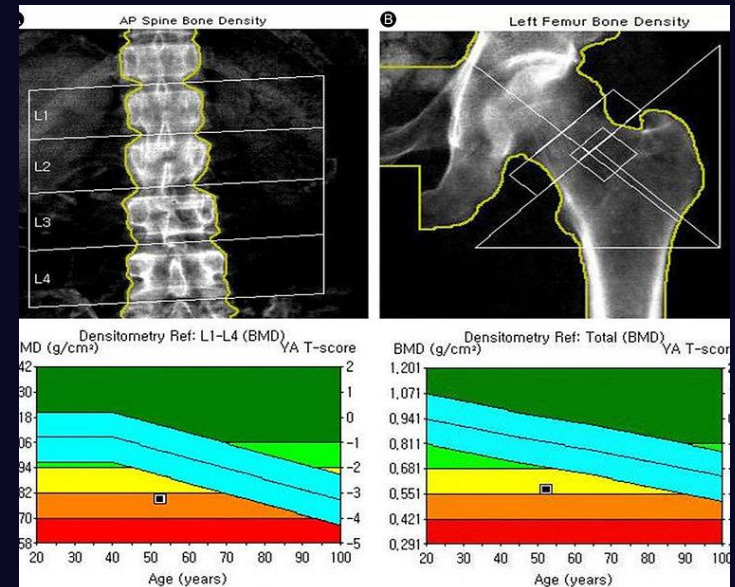 AP Spine Bone Density
L1
L2
L3
L4
B
Left Femur Bone Density
Densitometry Ref: L1-L4 (BMD)
MD (g/cm²)
YA T-score
42
30
18
06
94
82
70
58
2
1
0
-1
-2
-3
-4
-5
20 30 40 50 60 70 80 90 100
Age (years)
Densitometry Ref: Total (BMD)
BMD (g/cm²)
YA T-scor
1,201
1,071
0,941
0,811
0,681
0,551
0,421
0,291
20 30 40 50 60 70 80 90 100
Age (years)